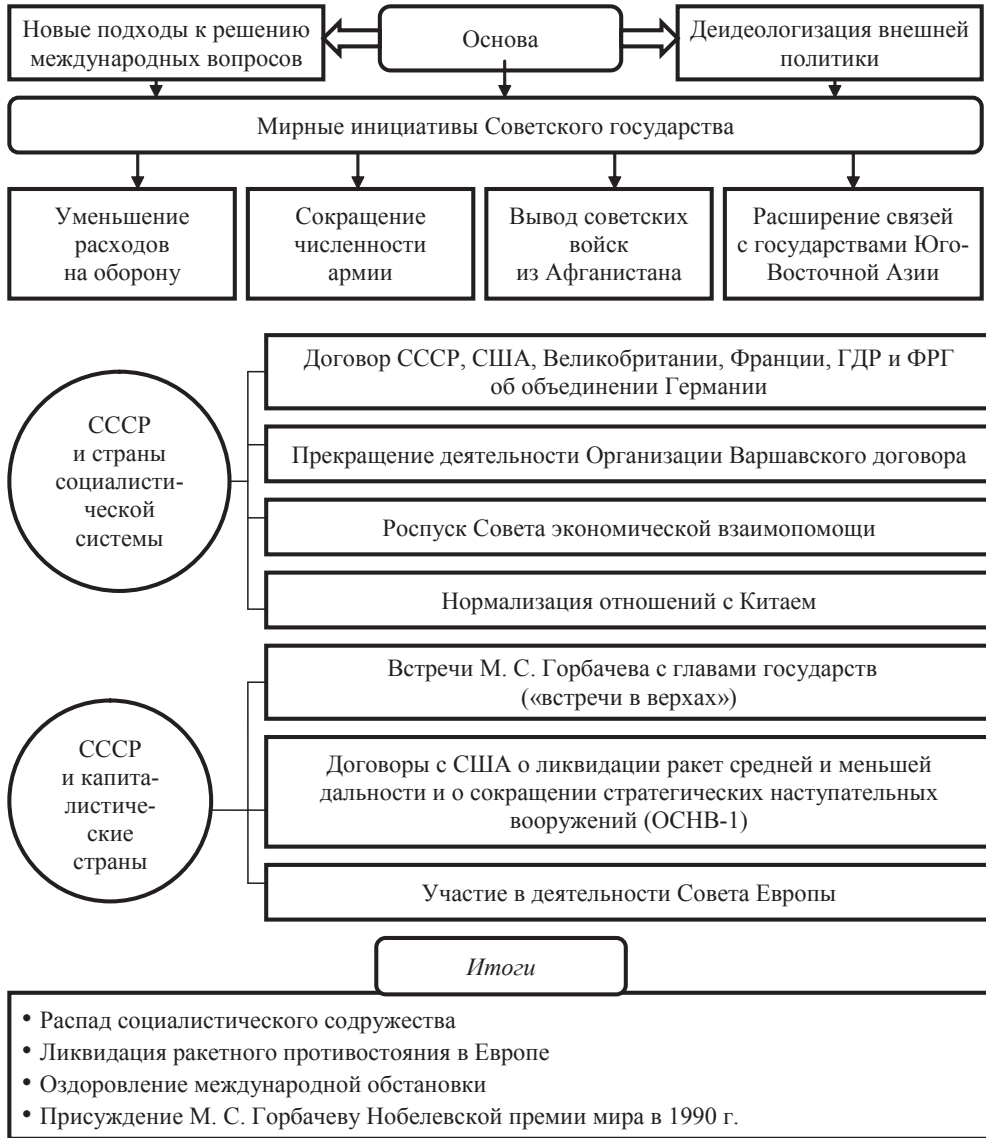 Новые подходы к решению
международных вопросов
Основа
Деидеологизация внешней
политики
Мирные инициативы Советского государства
Уменьшение
расходов
на оборону
Сокращение
численности
армии
Вывод советских
войск
из Афганистана
Расширение связей
с государствами Юго-
Восточной Азии
СССР
и страны
социалисти-
ческой
системы
Договор СССР, США, Великобритании, Франции, ГДР и ФРГ
об объединении Германии
Прекращение деятельности Организации Варшавского договора
Роспуск Совета экономической взаимопомощи
Нормализация отношений с Китаем
СССР
и капита-
листиче-
ские
страны
Встречи М. С. Горбачева с главами государств
(«встречи в верхах»)
Договоры с США о ликвидации ракет средней и меньшей
дальности и о сокращении стратегических наступательных
вооружений (ОСНВ-1)
Участие в деятельности Совета Европы
Итоги
• Распад социалистического содружества
• Ликвидация ракетного противостояния в Европе
• Оздоровление международной обстановки
• Присуждение М. С. Горбачеву Нобелевской премии мира в 1990 г.